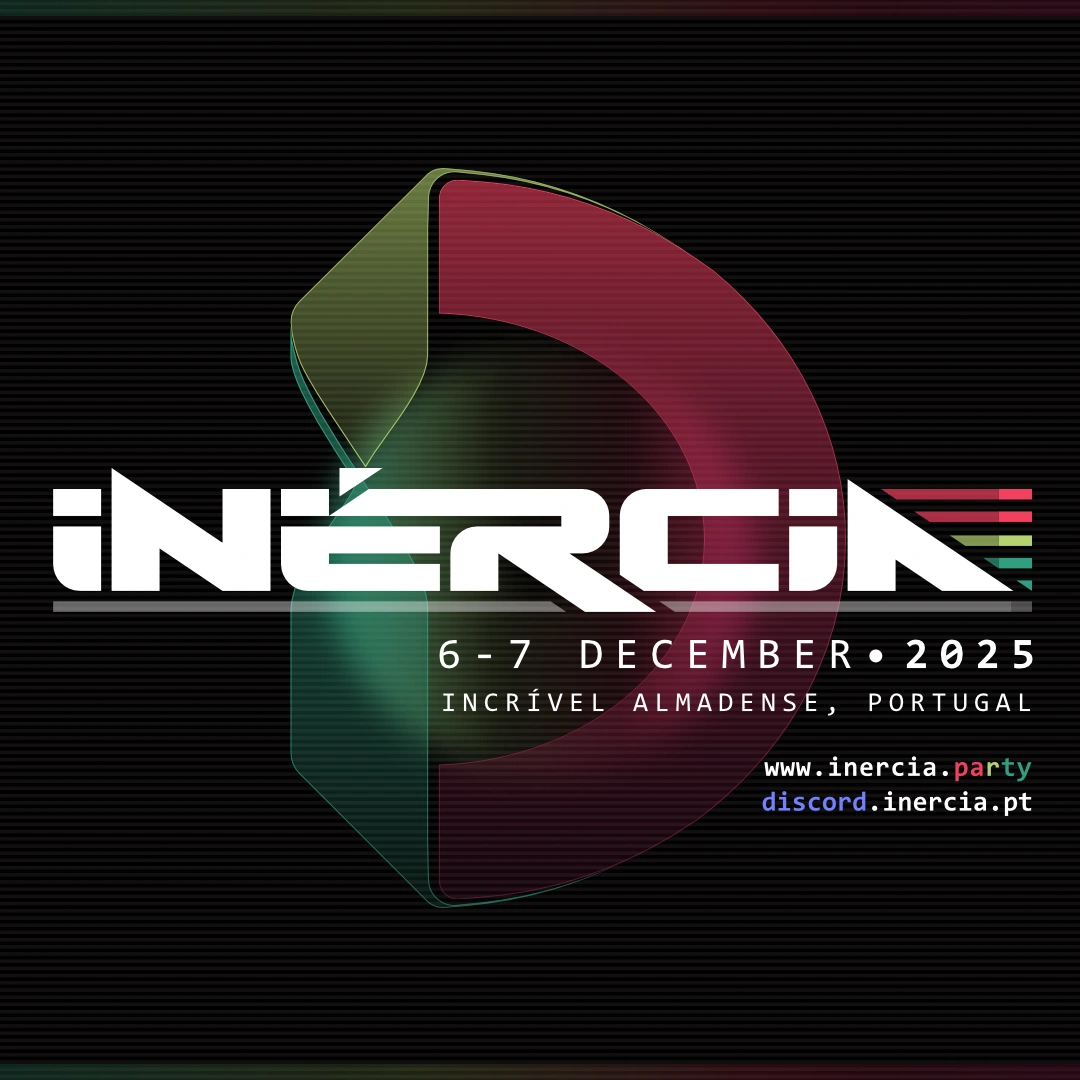 iNÉRCiA
6-7 DECEMBER•2025
INCRÍVEL ALMADENSE, PORTUGAL
www.inercia.party
discord.inercia.pt